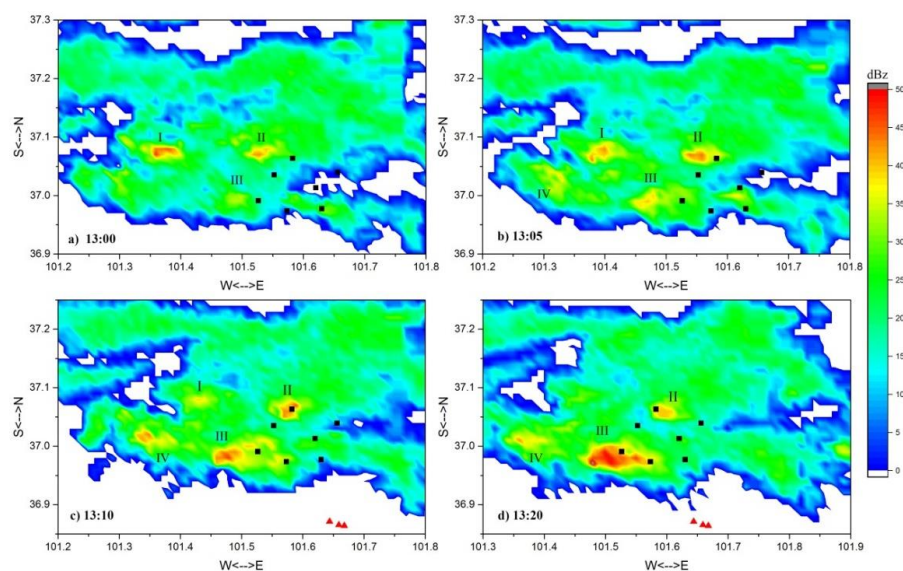 37.3
37.2
37.1
37.0
36.9
S<-->N
I
II
III
a) 13:00
101.2 101.3 101.4 101.5 101.6 101.7 101.8
W<-->E
37.3
37.2
37.1
37.0
36.9
S<-->N
I
II
III
IV
b) 13:05
101.2 101.3 101.4 101.5 101.6 101.7 101.8
W<-->E
dBz
50
45
40
35
30
25
20
15
10
5
0
37.2
37.1
37.0
36.9
S<-->N
I
II
III
IV
c) 13:10
101.2 101.3 101.4 101.5 101.6 101.7 101.8
W<-->E
37.2
37.1
37.0
36.9
S<-->N
II
III
IV
d) 13:20
101.3 101.4 101.5 101.6 101.7 101.8 101.9
W<-->E